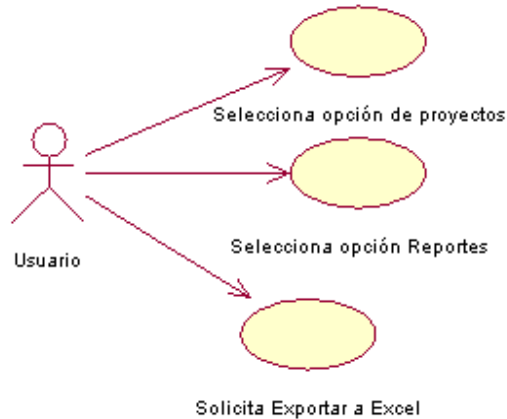 Selecciona opción de proyectos
Usuario
Selecciona opción Reportes
Solicita Exportar a Excel